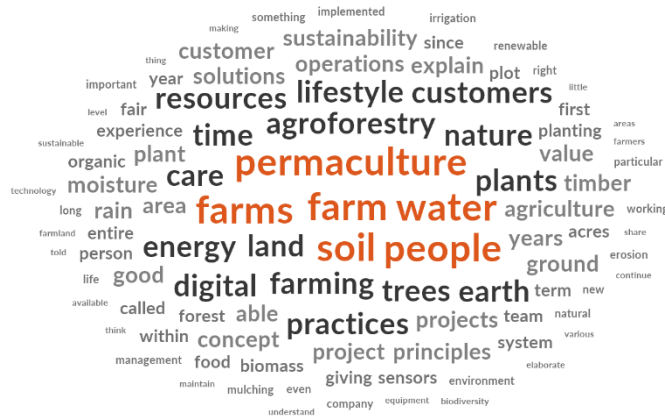 making something implemented irrigation
customer sustainability since renewable
thing year solutions operations explain plot right
important resources lifestyle customers little
level fair time agroforestry nature first
experience planting areas
sustainable organic plant care permaculture plants value farmers
technology moisture timber particular
long rain area farms farm water agriculture working
farmland entire energy land soil people years acres share
told person ground erosion
life good digital farming trees earth term new continue
available called forest able practices projects team natural
think within concept system various
management food biomass project principles elaborate
maintain mulching even giving sensors environment
understand company equipment biodiversity